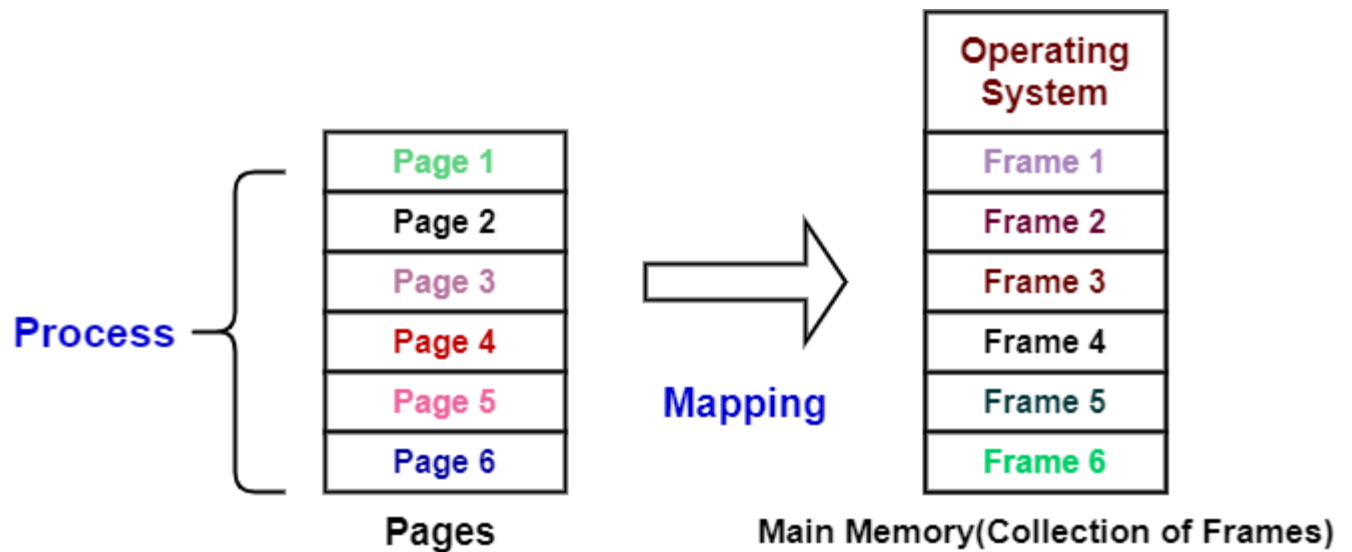 Process
Page 1
Page 2
Page 3
Page 4
Page 5
Page 6
Pages
Mapping
Operating
System
Frame 1
Frame 2
Frame 3
Frame 4
Frame 5
Frame 6
Main Memory(Collection of Frames)